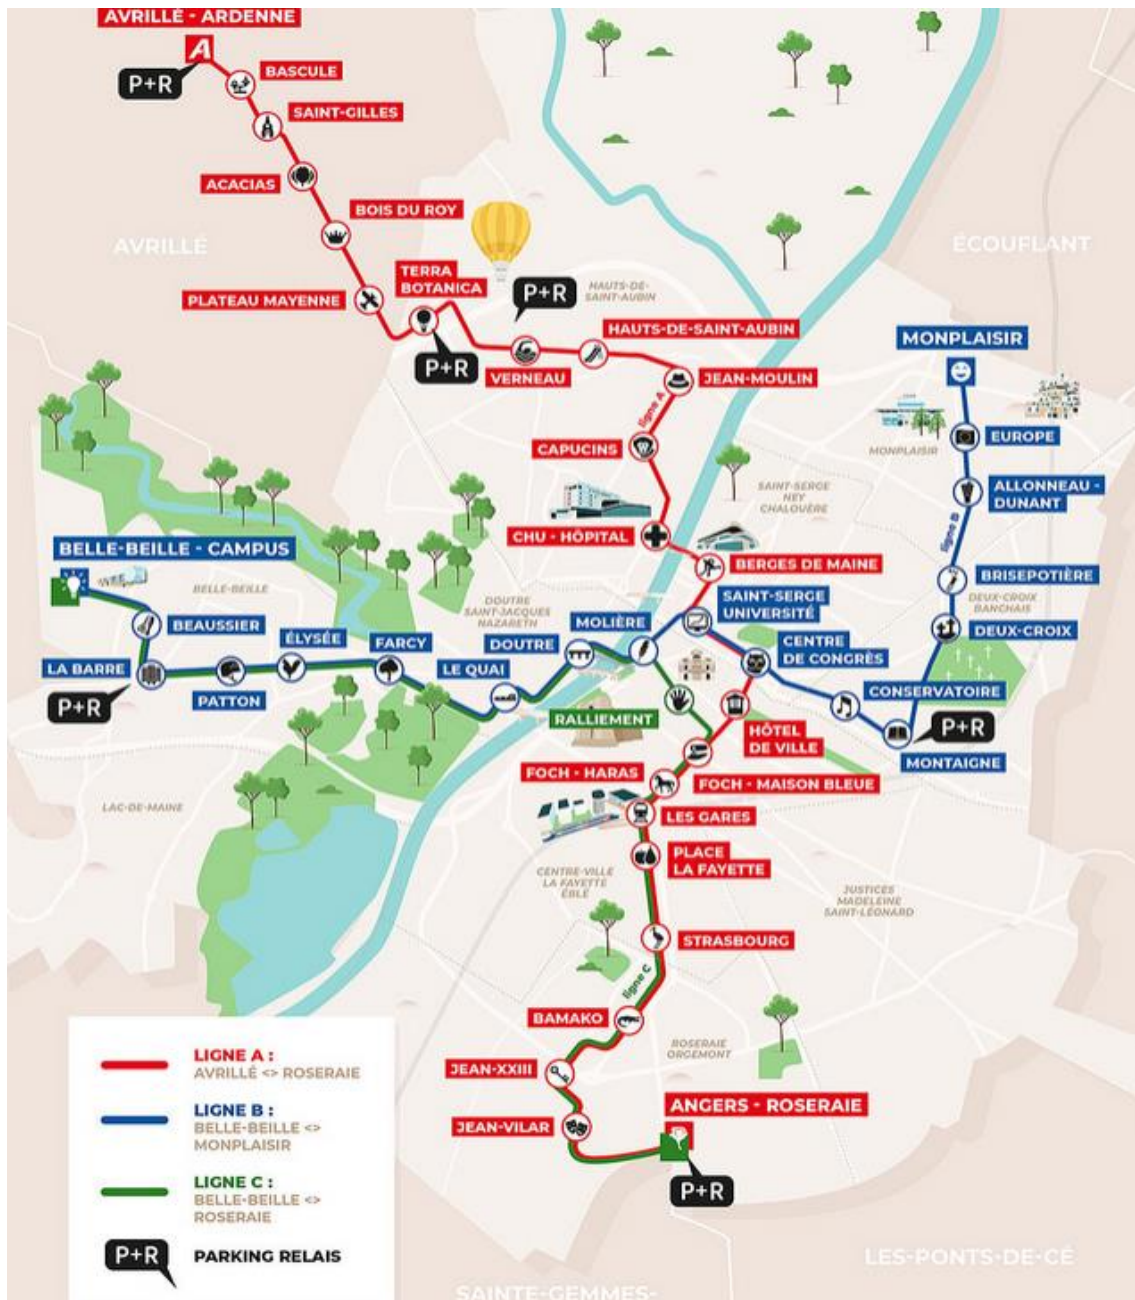 AVRILLÉ - ARDENNE
A
P+R
BASCULE
SAINT-GILLES
ACACIAS
BOIS DU ROY
AVRILLÉ
ÉCOUFLANT
TERRA
BOTANICA
PLATEAU MAYENNE
P+R
HAUTS-DE-
SAINT-AUBIN
HAUTS-DE-SAINT-AUBIN
MONPLAISIR
P+R
VERNEAU
JEAN-MOULIN
ligne A
EUROPE
CAPUCINS
MONPLAISIR
SAINT-SERGE
NEY
CHALOUÈRE
ALLONNEAU -
DUNANT
ligne B
CHU - HÔPITAL
BELLE-BEILLE - CAMPUS
BERGES DE MAINE
BRISEPOTIÈRE
BELLE-BEILLE
DOUTRE
SAINT-JACQUES
NAZARETH
SAINT-SERGE
UNIVERSITÉ
DEUX-CROIX
BANCHAIS
BEAUSSIER
ÉLYSÉE
FARCY
DOUTRE
MOLIÈRE
DEUX-CROIX
CENTRE
DE CONGRÈS
LA BARRE
LE QUAI
PATTON
CONSERVATOIRE
P+R
RALLIEMENT
P+R
HÔTEL
DE VILLE
MONTAIGNE
FOCH - HARAS
FOCH - MAISON BLEUE
LAC-DE-MAINE
LES GARES
PLACE
LA FAYETTE
CENTRE-VILLE
LA FAYETTE
ÉBLÉ
JUSTICES
MADELEINE
SAINT-LÉONARD
STRASBOURG
ligne C
BAMAKO
ROSERAIE
ORGEMONT
JEAN-XXIII
ANGERS - ROSERAIE
JEAN-VILAR
P+R
LIGNE A :
AVRILLÉ <> ROSERAIE
LIGNE B :
BELLE-BEILLE <>
MONPLAISIR
LIGNE C :
BELLE-BEILLE <>
ROSERAIE
P+R
PARKING RELAIS
LES-PONTS-DE-CÉ
SAINTE-GEMMES-